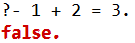 ?- 1 + 2 = 3.
false.